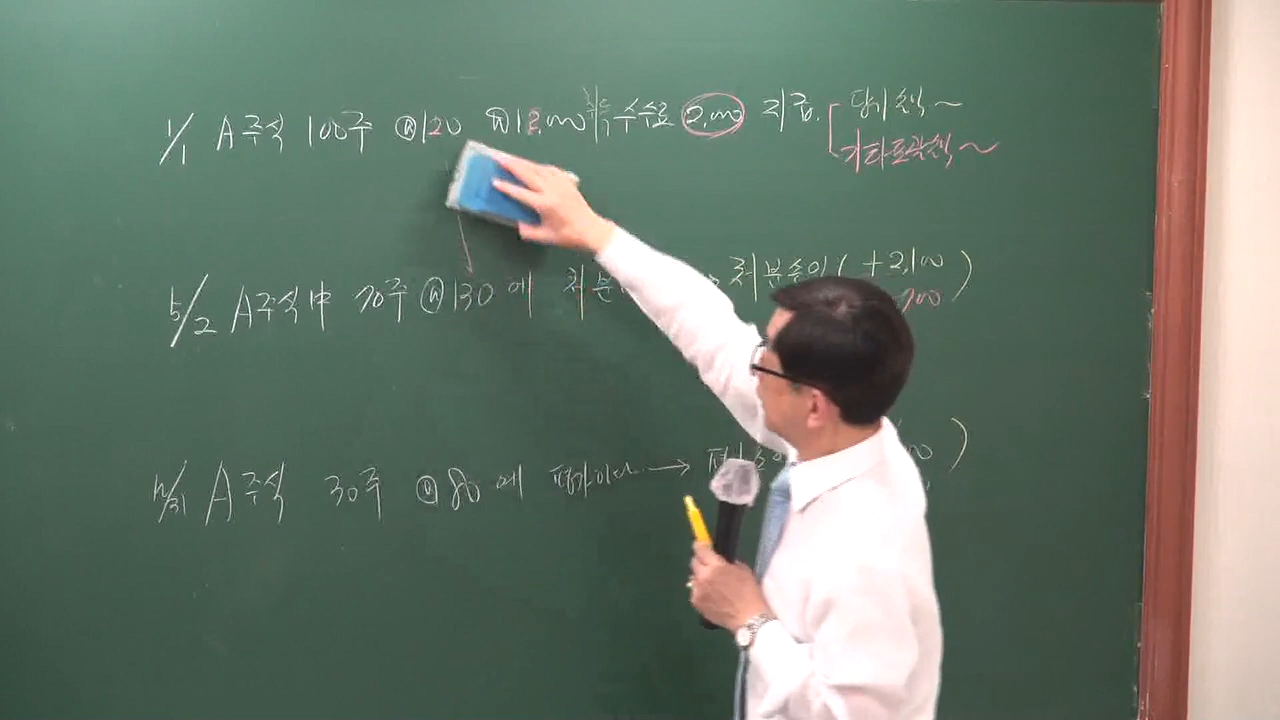 1/1 A주식 100주 @120 ₩12,000 취득수수료 2,000 지급. 당기손익~
기타포괄손익~
5/2 A주식中 70주 @130 에 처분 처분손익( +2,100 )
700
12/31 A주식 30주 @80 에 평가이다. → )